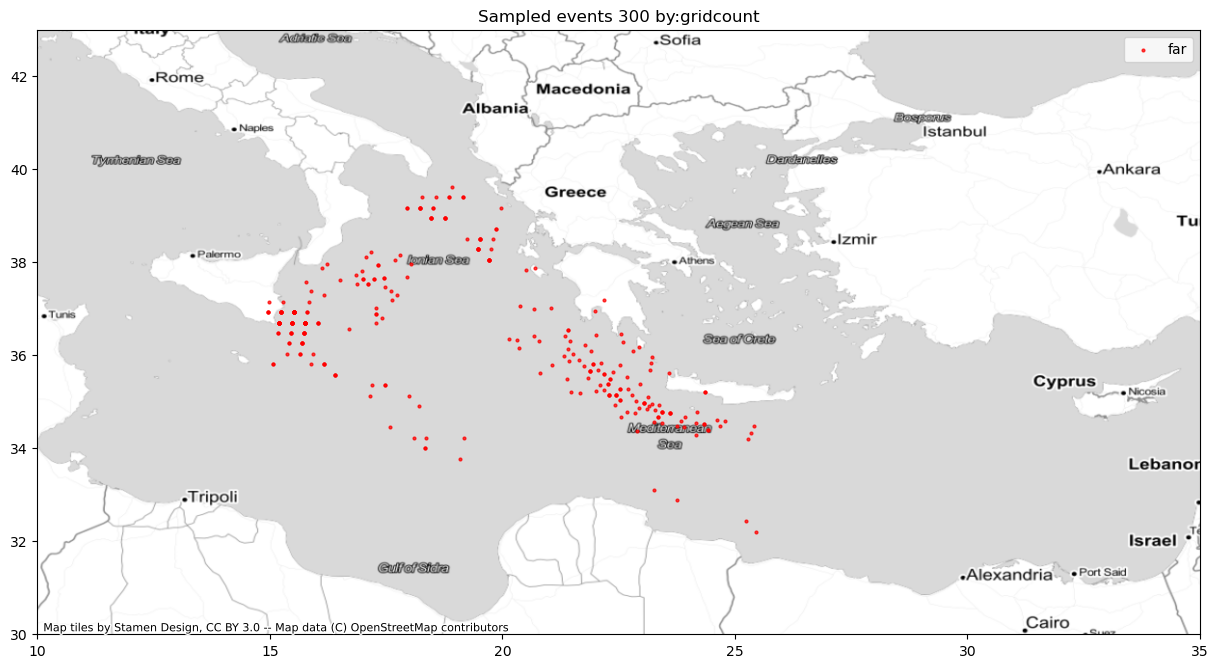 Sampled events 300 by:gridcount
far
Italy
Adriatic Sea
Sofia
Rome
Macedonia
Albania
Naples
Bosporus
Istanbul
Tyrrhenian Sea
Dardanelles
Ankara
Greece
Aegean Sea
Tu
Izmir
Palermo
Ionian Sea
Athens
Tunis
Sea of Crete
Cyprus
Nicosia
Mediterranean
Sea
Lebanon
Tripoli
Te
Israel
Gulf of Sidra
Alexandria
Port Said
Cairo
Suez
Map tiles by Stamen Design, CC BY 3.0 -- Map data (C) OpenStreetMap contributors
42
40
38
36
34
32
30
10
15
20
25
30
35